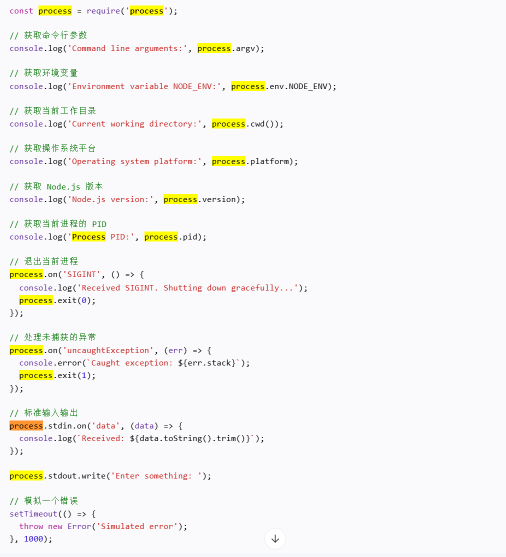 const process = require('process');
// 获取命令行参数
console.log('Command line arguments:', process.argv);
// 获取环境变量
console.log('Environment variable NODE_ENV:', process.env.NODE_ENV);
// 获取当前工作目录
console.log('Current working directory:', process.cwd());
// 获取操作系统平台
console.log('Operating system platform:', process.platform);
// 获取 Node.js 版本
console.log('Node.js version:', process.version);
// 获取当前进程的 PID
console.log('Process PID:', process.pid);
// 退出当前进程
process.on('SIGINT', () => {
  console.log('Received SIGINT. Shutting down gracefully...');
  process.exit(0);
});
// 处理未捕获的异常
process.on('uncaughtException', (err) => {
  console.error(`Caught exception: ${err.stack}`);
  process.exit(1);
});
// 标准输入输出
process.stdin.on('data', (data) => {
  console.log(`Received: ${data.toString().trim()}`);
});
process.stdout.write('Enter something: ');
// 模拟一个错误
setTimeout(() => {
  throw new Error('Simulated error');
}, 1000);